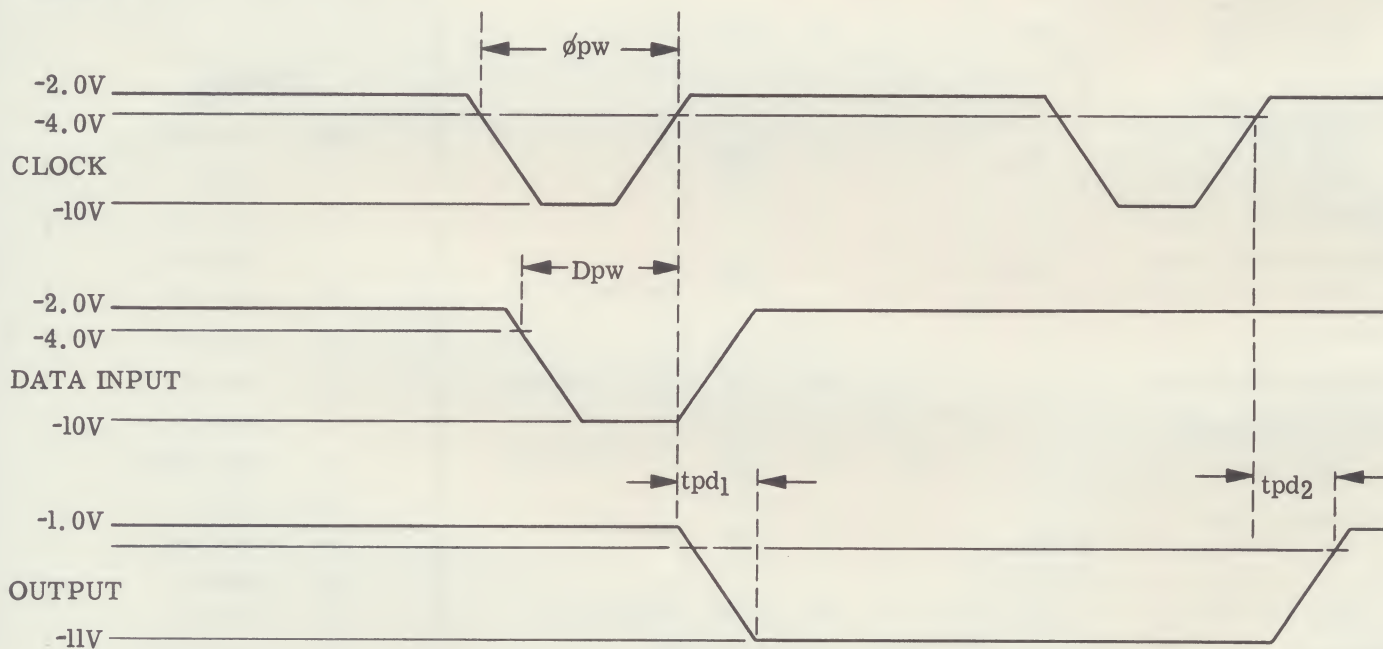 øpw
-2.0V
-4.0V
CLOCK
-10V
Dpw
-2.0V
-4.0V
DATA INPUT
-10V
tpd1
tpd2
-1.0V
OUTPUT
-11V